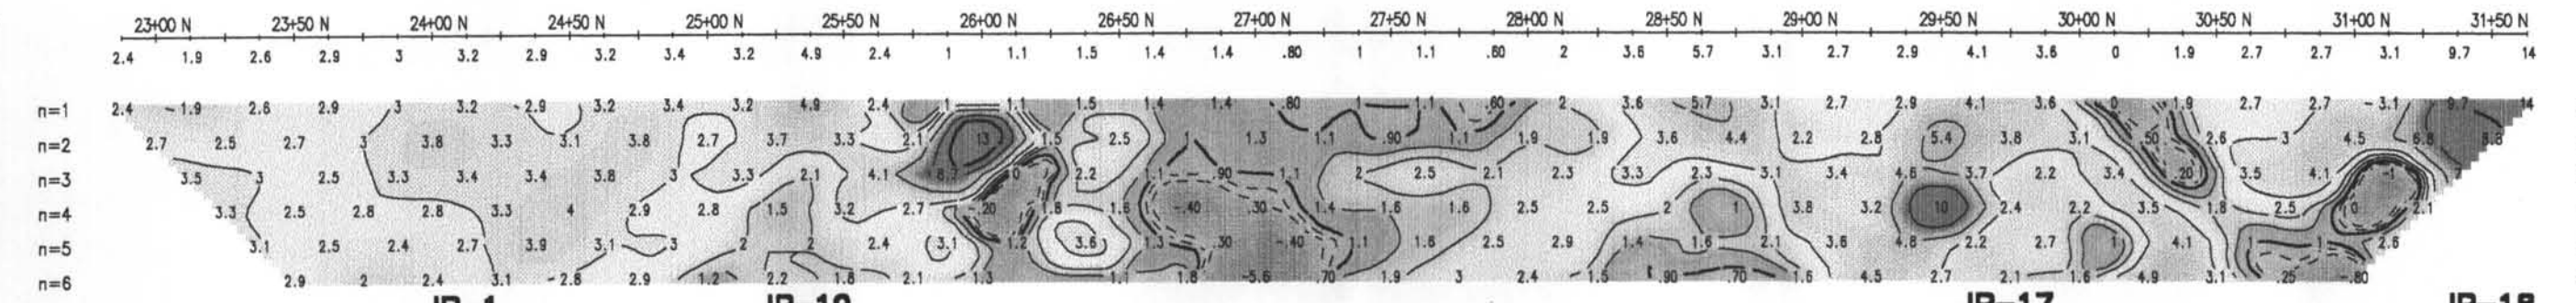 23+00 N 23+50 N 24+00 N 24+50 N 25+00 N 25+50 N 26+00 N 26+50 N 27+00 N 27+50 N 28+00 N 28+50 N 29+00 N 29+50 N 30+00 N 30+50 N 31+00 N 31+50 N
2.4 1.9 2.6 2.9 3 3.2 2.9 3.2 3.4 3.2 4.9 2.4 1 1.1 1.5 1.4 1.4 .80 1 1.1 .60 2 3.6 5.7 3.1 2.7 2.9 4.1 3.6 0 1.9 2.7 2.7 3.1 9.7 14
n=1 2.4 1.9 2.6 2.9 3 3.2 2.9 3.2 3.4 3.2 4.9 2.4 1 1.1 1.5 1.4 1.4 .80 1 1.1 .60 2 3.6 5.7 3.1 2.7 2.9 4.1 3.6 0 1.9 2.7 2.7 3.1 9.7 14
n=2 2.7 2.5 2.7 3 3.8 3.3 3.1 3.8 2.7 3.7 3.3 2.1 13 1.5 2.5 1 1.3 1.1 .90 1.1 1.9 1.9 3.6 4.4 2.2 2.8 5.4 3.8 3.1 .50 2.6 3 4.5 6.8 8.8
n=3 3.5 3 2.5 3.3 3.4 3.4 3.8 3 3.3 2.1 4.1 8.7 0 2.2 1.1 .90 1.1 2 2.5 2.1 2.3 3.3 2.3 3.1 3.4 4.6 3.7 2.2 3.4 .20 3.5 4.1 -1 7
n=4 3.3 2.5 2.8 2.8 3.3 4 2.9 2.8 1.5 3.2 2.7 -.20 1.8 1.6 -.40 .30 1.4 1.6 1.6 2.5 2.5 2 1 3.8 3.2 10 2.4 2.2 3.5 1.8 2.5 0 2.1
n=5 3.1 2.5 2.4 2.7 3.9 3.1 3 2 2 2.4 3.1 1.2 3.6 1.3 .30 -.40 1.1 1.6 2.5 2.9 1.4 1.6 2.1 3.6 4.8 2.2 2.7 1 4.1 1 1 2.6
n=6 2.9 2 2.4 3.1 2.8 2.9 1.2 2.2 1.8 2.1 1.3 1.1 1.8 -5.6 .70 1.9 3 2.4 1.5 .90 .70 1.6 4.5 2.7 2.1 1.6 4.9 3.1 .25 -.80